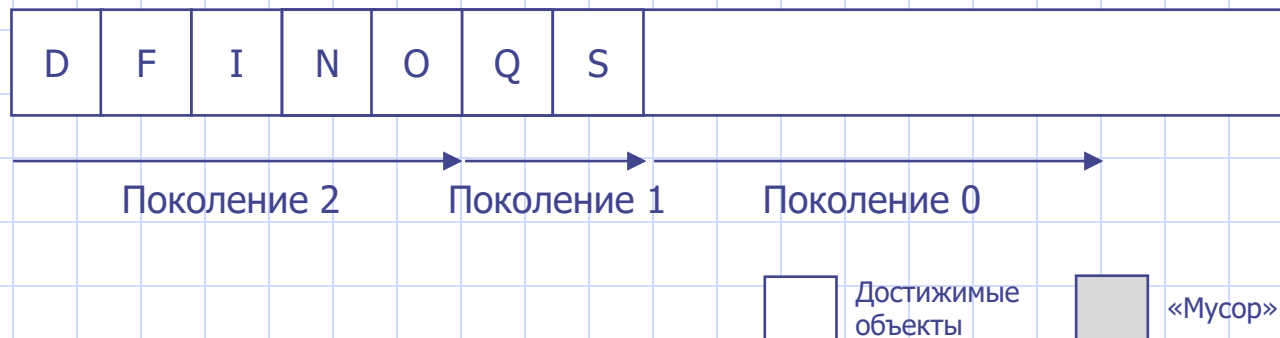 D F I N O Q S
Поколение 2 Поколение 1 Поколение 0
Достижимые
объекты
«Мусор»